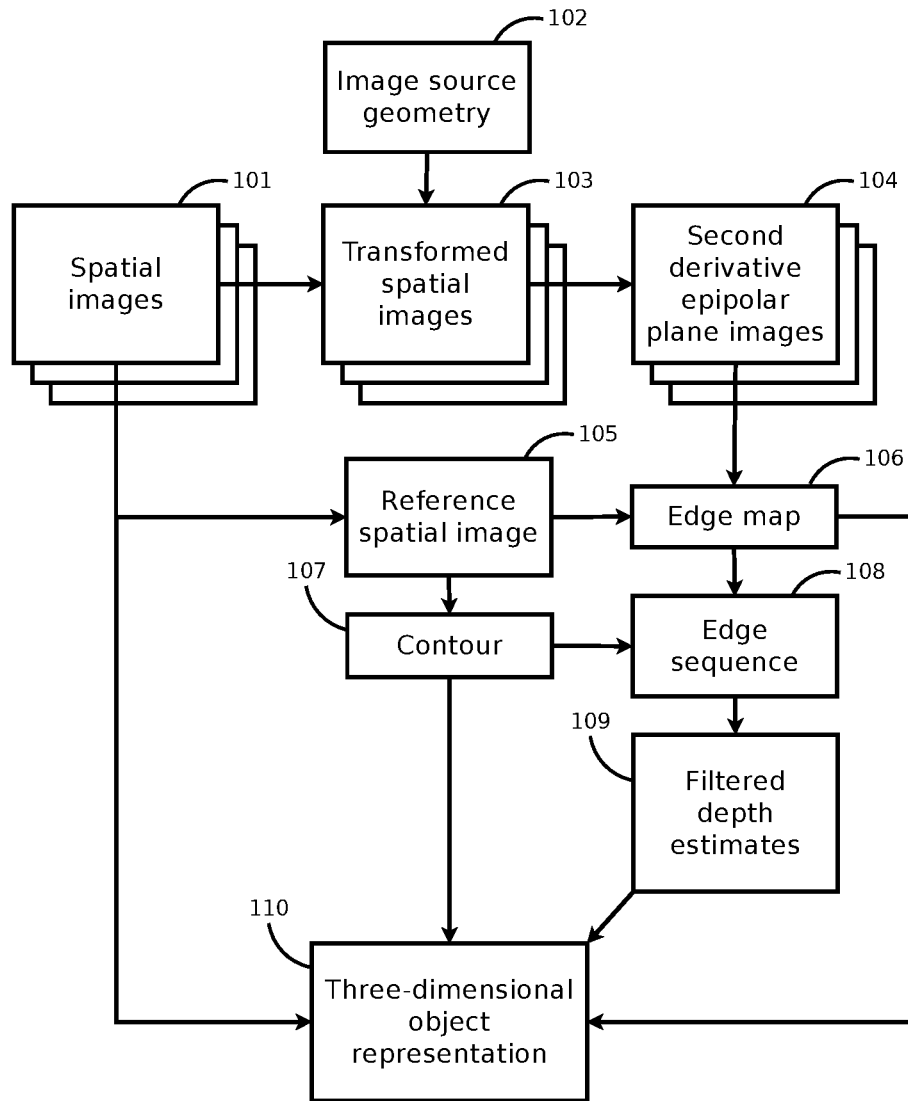 102
Image source
geometry
101
103
104
Spatial
images
Transformed
spatial
images
Second
derivative
epipolar
plane images
105
106
Reference
spatial image
Edge map
107
108
Contour
Edge
sequence
109
Filtered
depth
estimates
110
Three-dimensional
object
representation